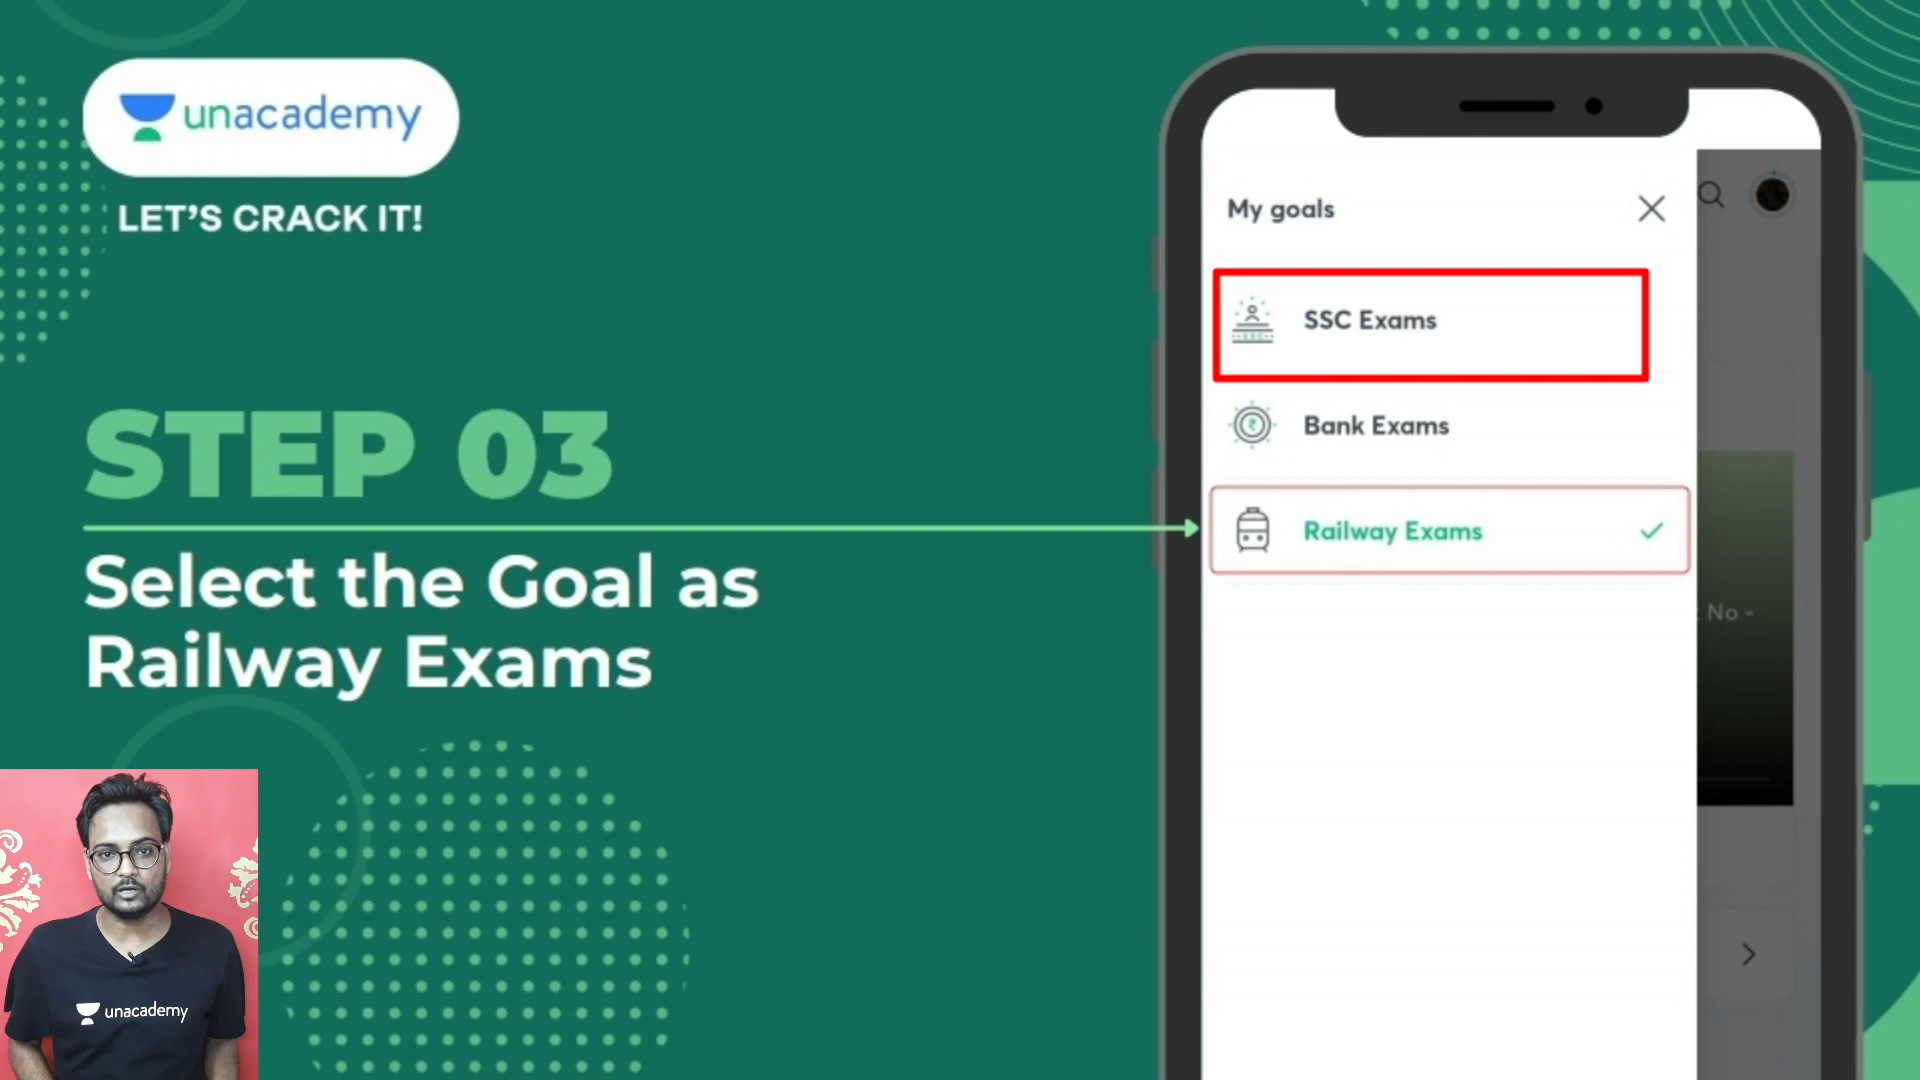 unacademy
LET'S CRACK IT!
STEP 03
Select the Goal as
Railway Exams
My goals
SSC Exams
Bank Exams
Railway Exams
No -
unacademy